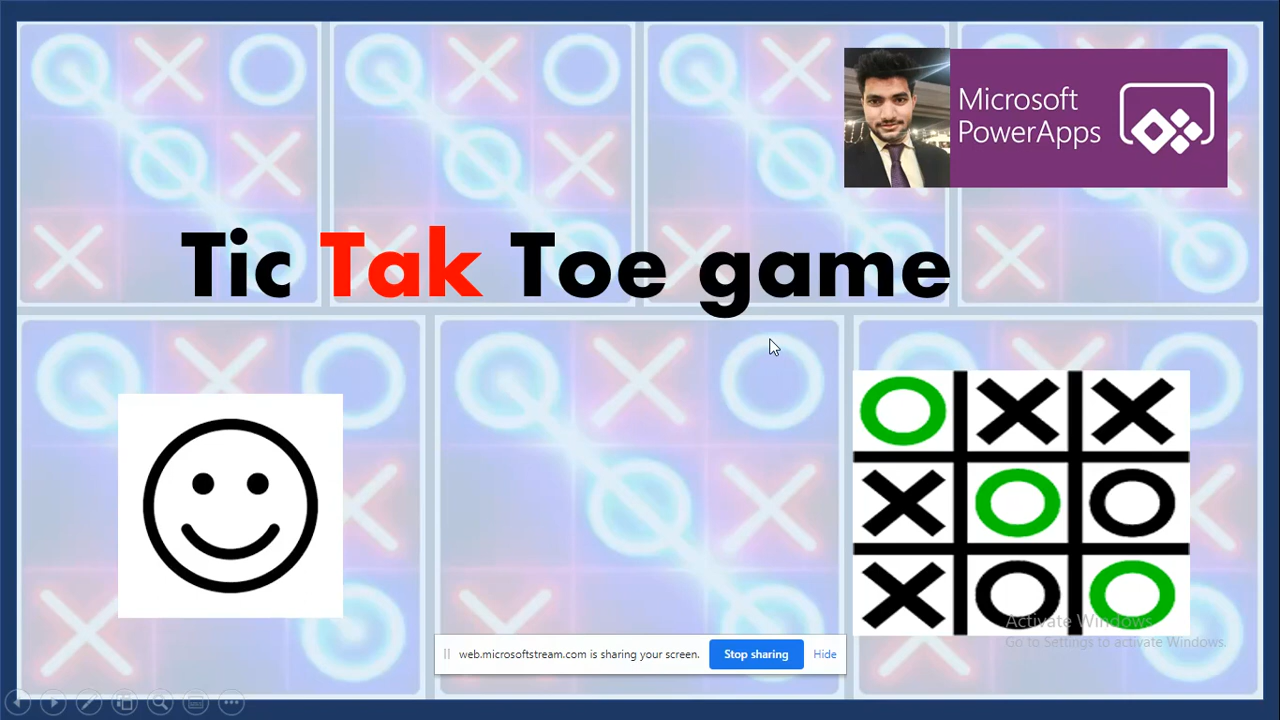 Microsoft
PowerApps
Tic Tak Toe game
web.microsoftstream.com is sharing your screen.
Stop sharing
Hide
Activate Windows
Go to Settings to activate Windows.